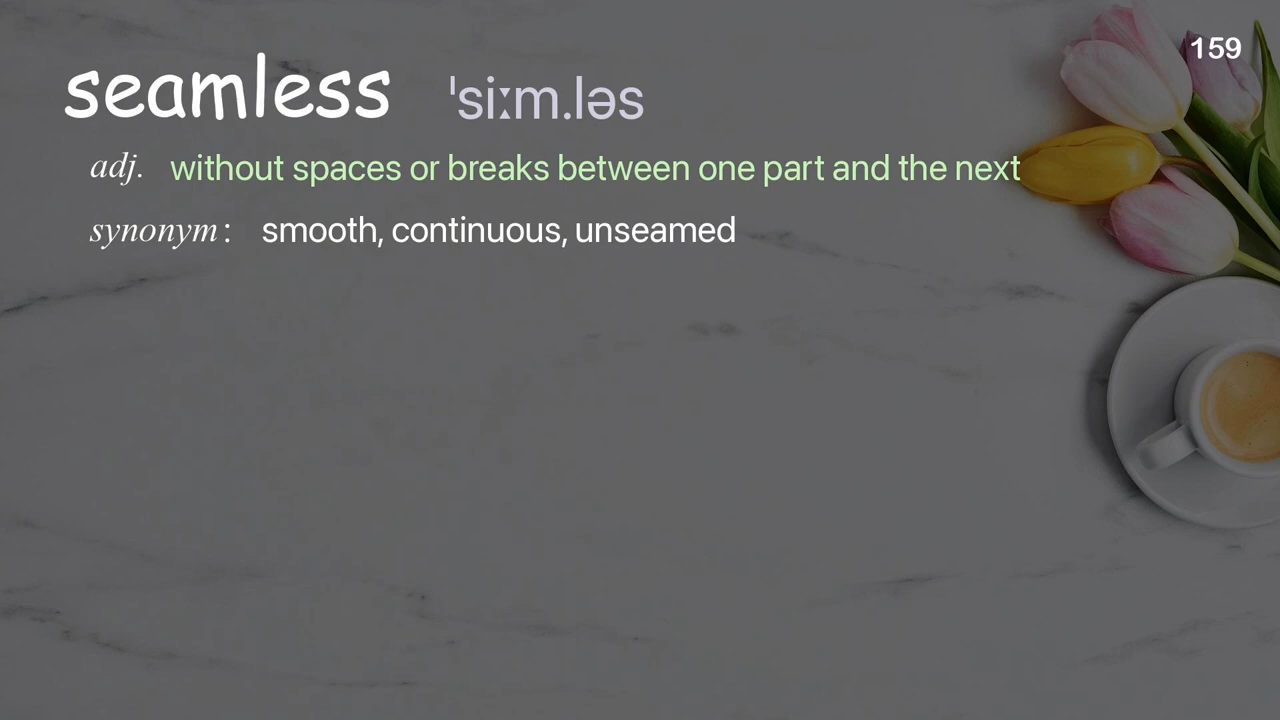 159
seamless ˈsiːm.ləs
adj. without spaces or breaks between one part and the next
synonym : smooth, continuous, unseamed